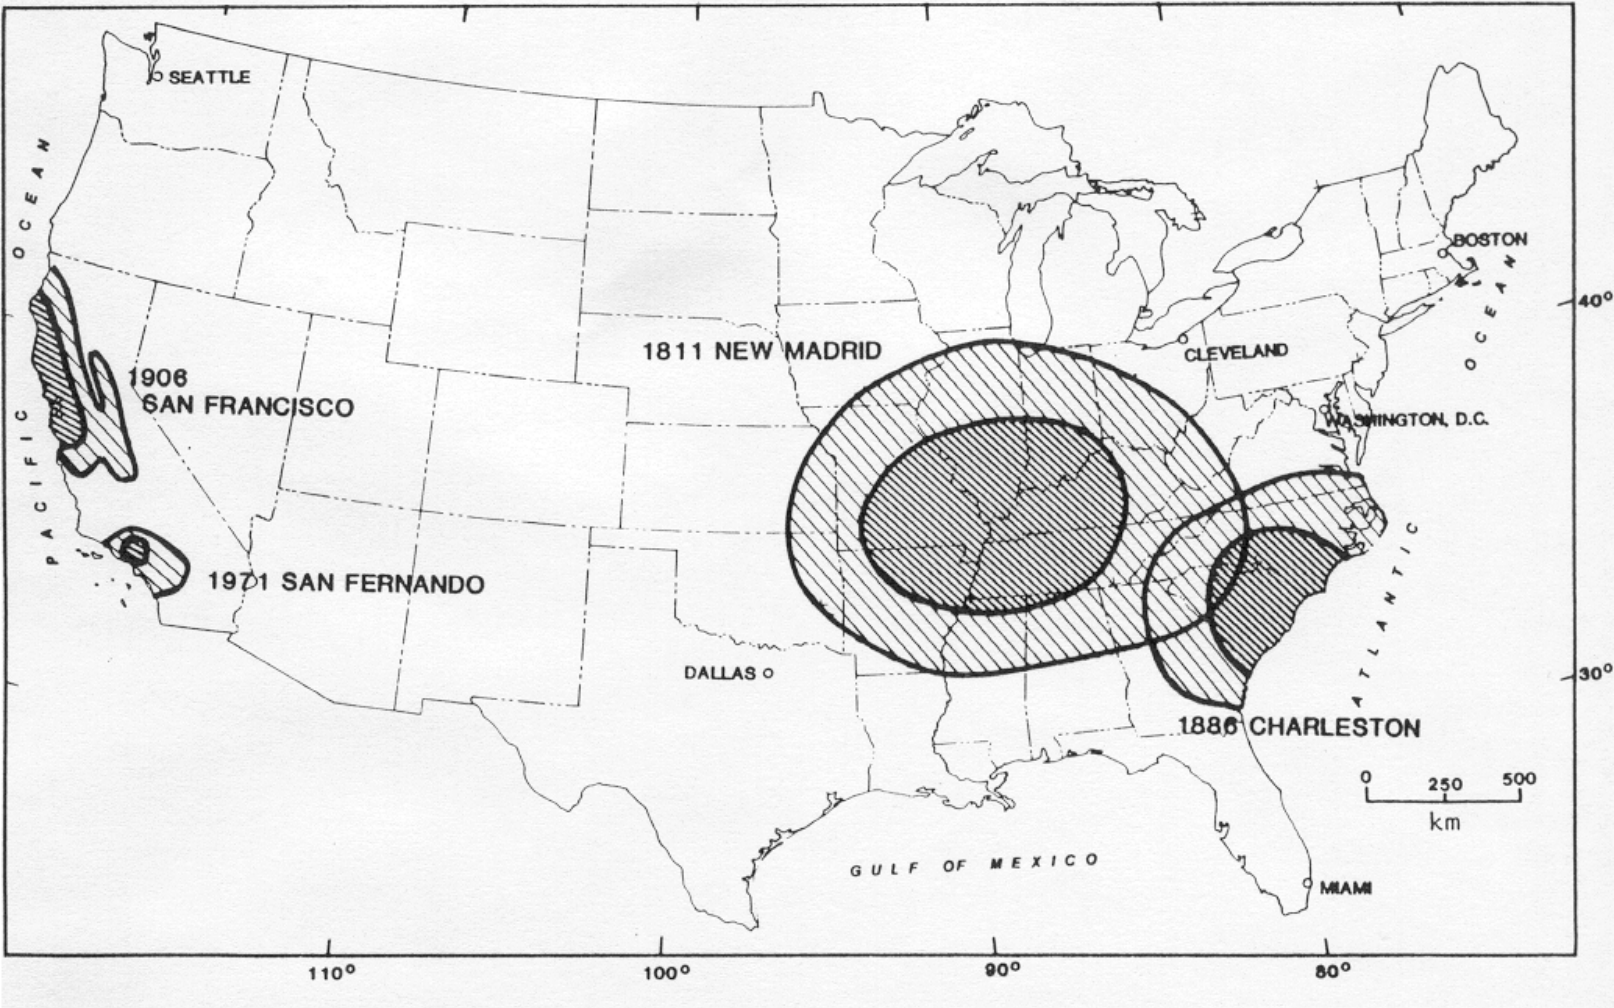 SEATTLE
PACIFIC OCEAN
BOSTON
40°
1811 NEW MADRID
CLEVELAND
1906
SAN FRANCISCO
WASHINGTON, D.C.
ATLANTIC OCEAN
1971 SAN FERNANDO
DALLAS
30°
1886 CHARLESTON
0 250 500
km
GULF OF MEXICO
MIAMI
110° 100° 90° 80°